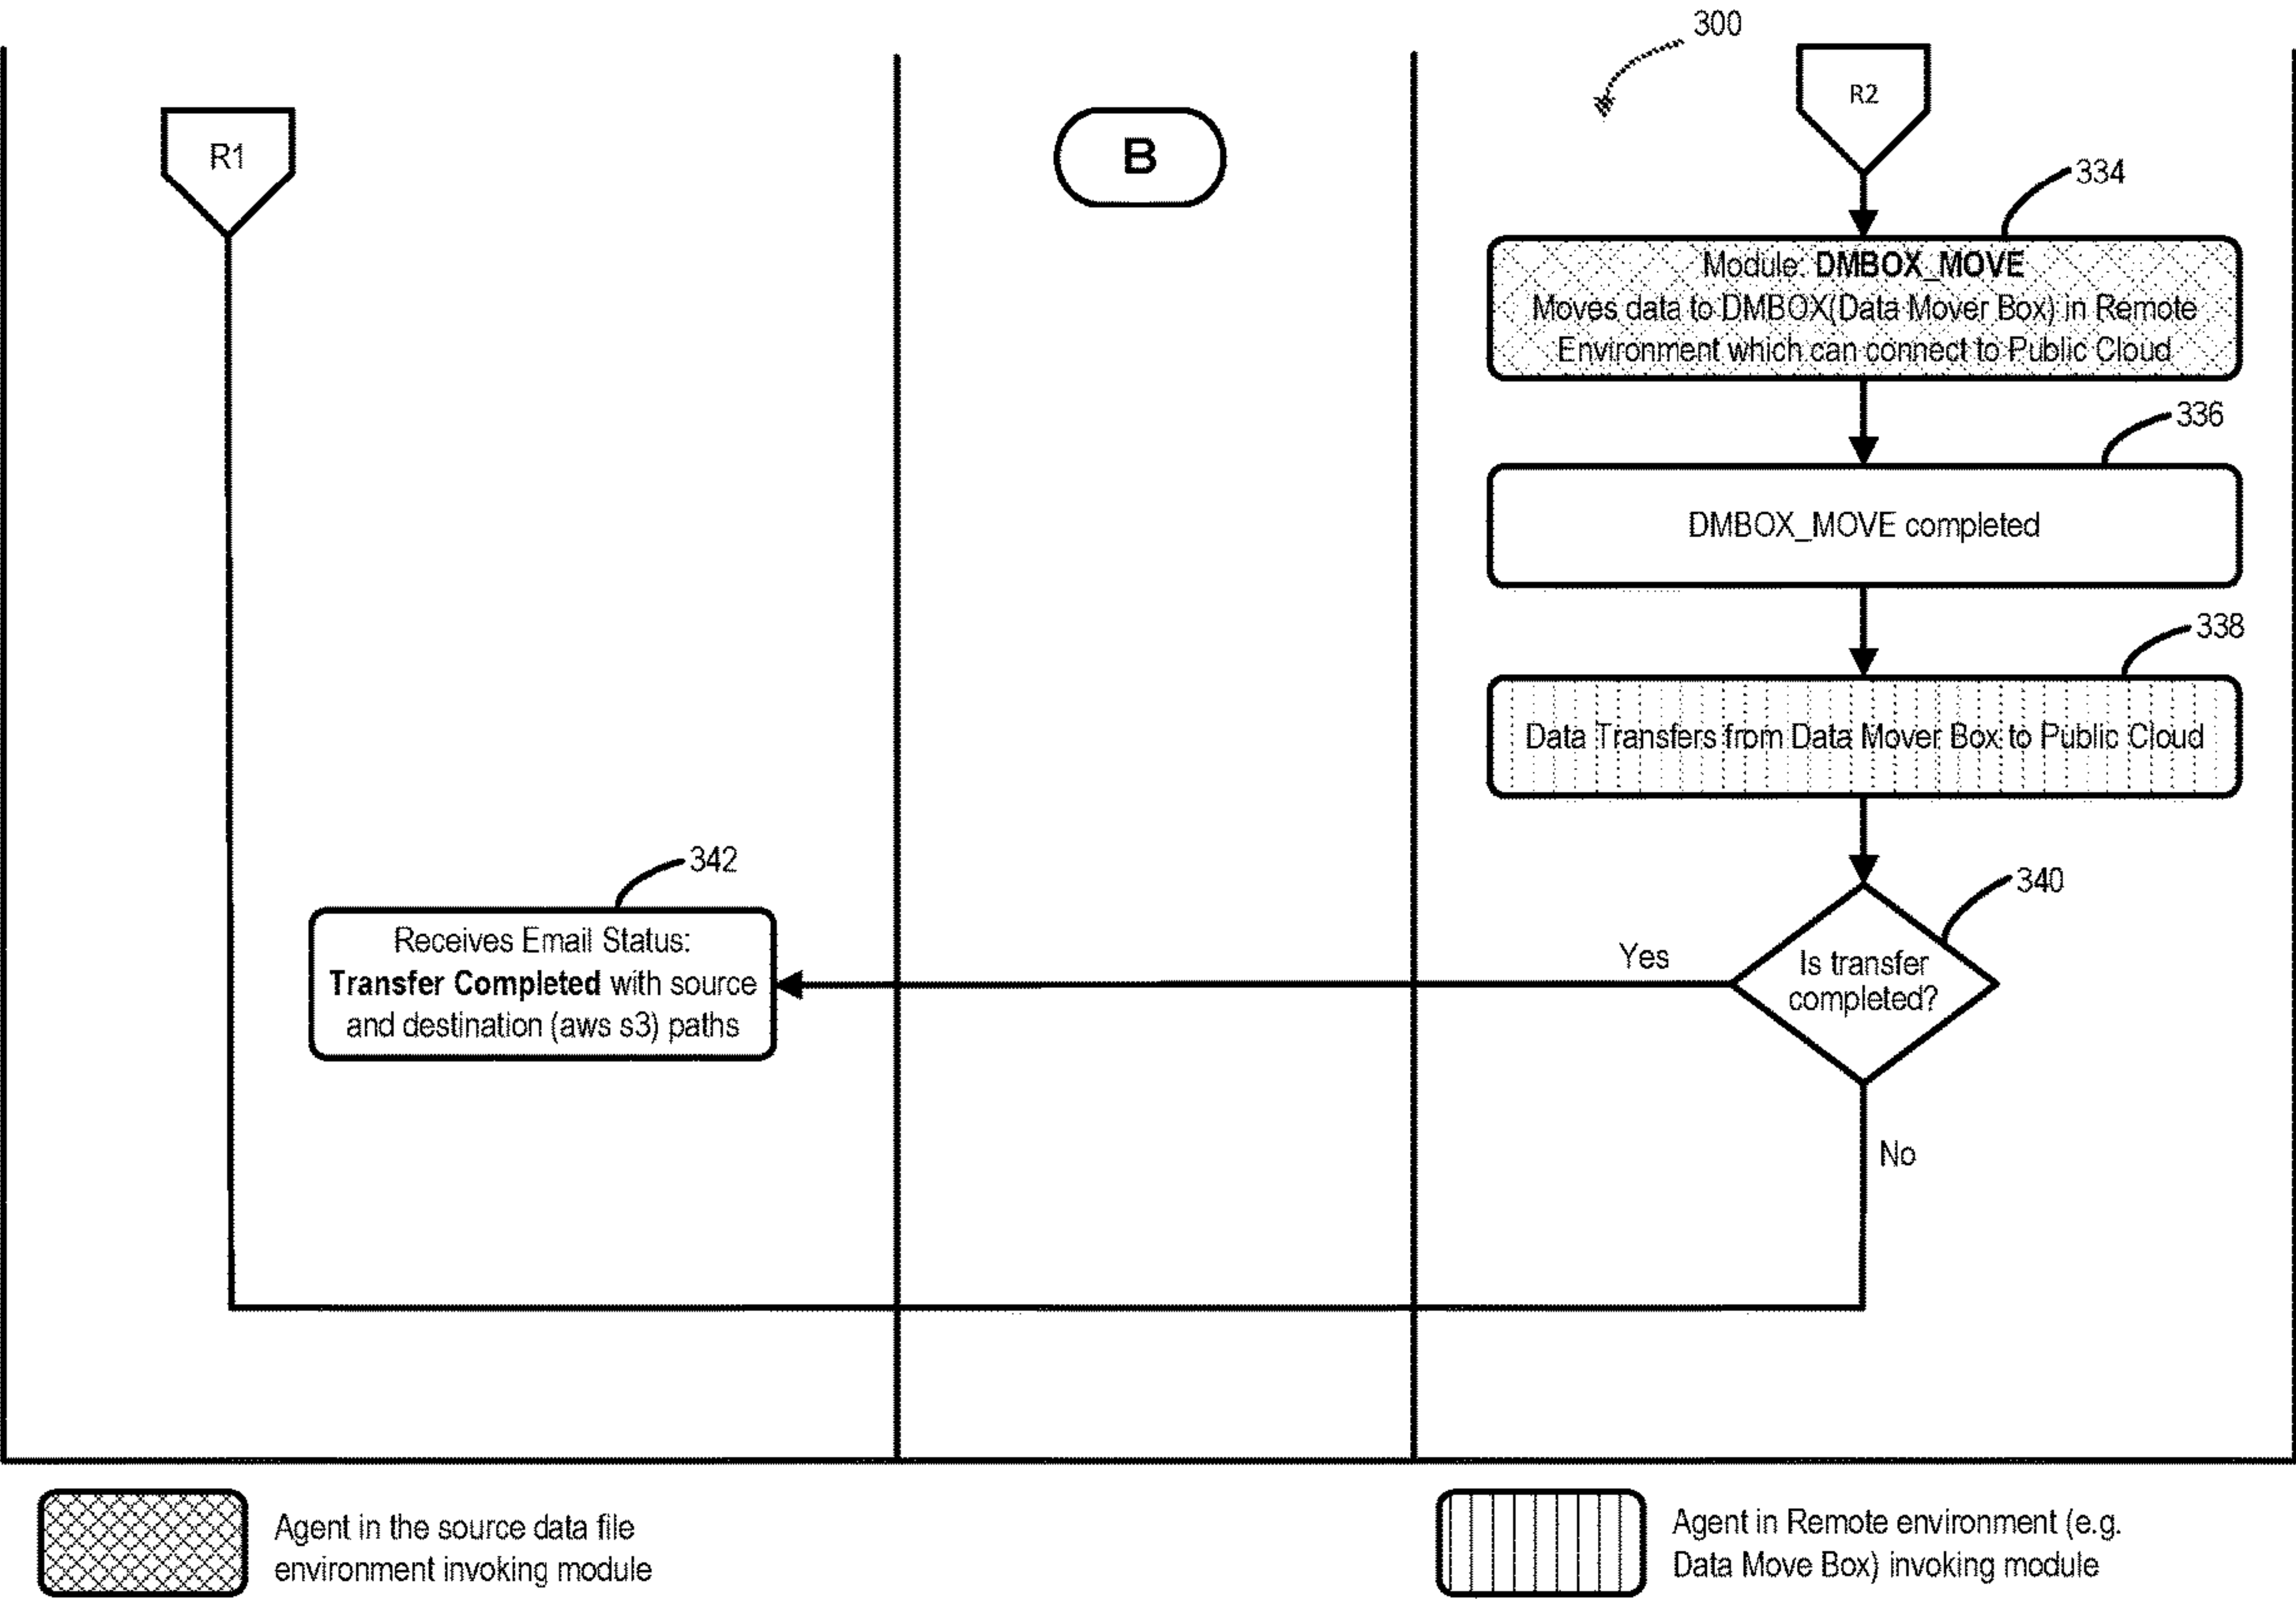 300
R2
R1
B
334
Module: DMBOX_MOVE
Moves data to DMBOX(Data Mover Box) in Remote
Environment which can connect to Public Cloud
336
DMBOX_MOVE completed
338
Data Transfers from Data Mover Box to Public Cloud
342
340
Receives Email Status:
Transfer Completed with source
and destination (aws s3) paths
Yes
Is transfer
completed?
No
Agent in the source data file
environment invoking module
Agent in Remote environment (e.g.
Data Move Box) invoking module